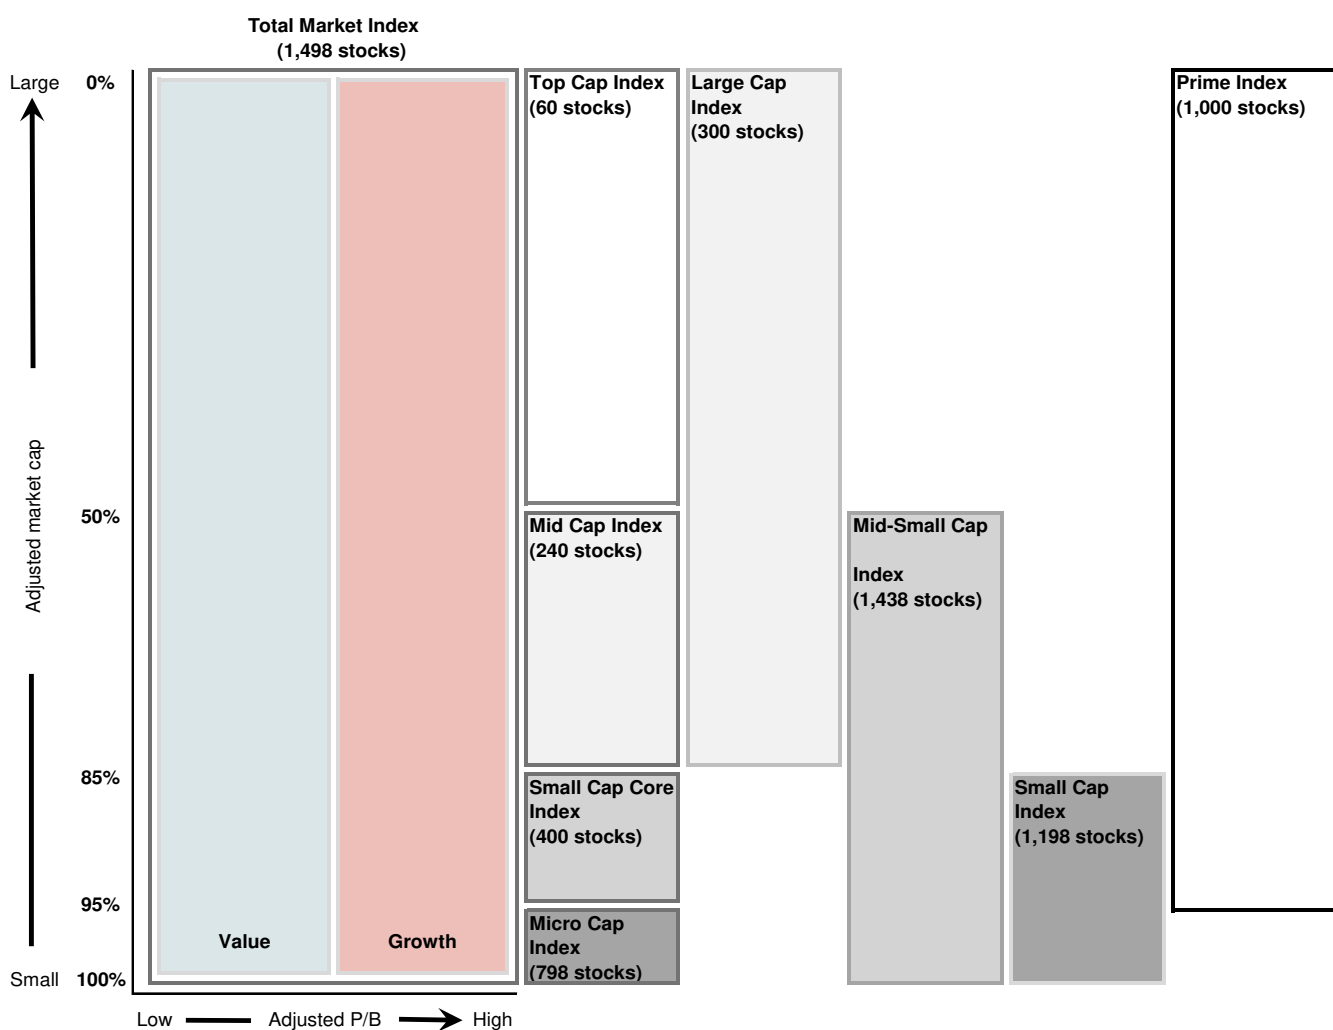 Total Market Index
(1,498 stocks)
Large
0%
Top Cap Index
(60 stocks)
Large Cap
Index
(300 stocks)
Prime Index
(1,000 stocks)
Adjusted market cap
50%
Mid Cap Index
(240 stocks)
Mid-Small Cap
Index
(1,438 stocks)
85%
Small Cap Core
Index
(400 stocks)
Small Cap
Index
(1,198 stocks)
95%
Value
Growth
Micro Cap
Index
(798 stocks)
Small
100%
Low
Adjusted P/B
High